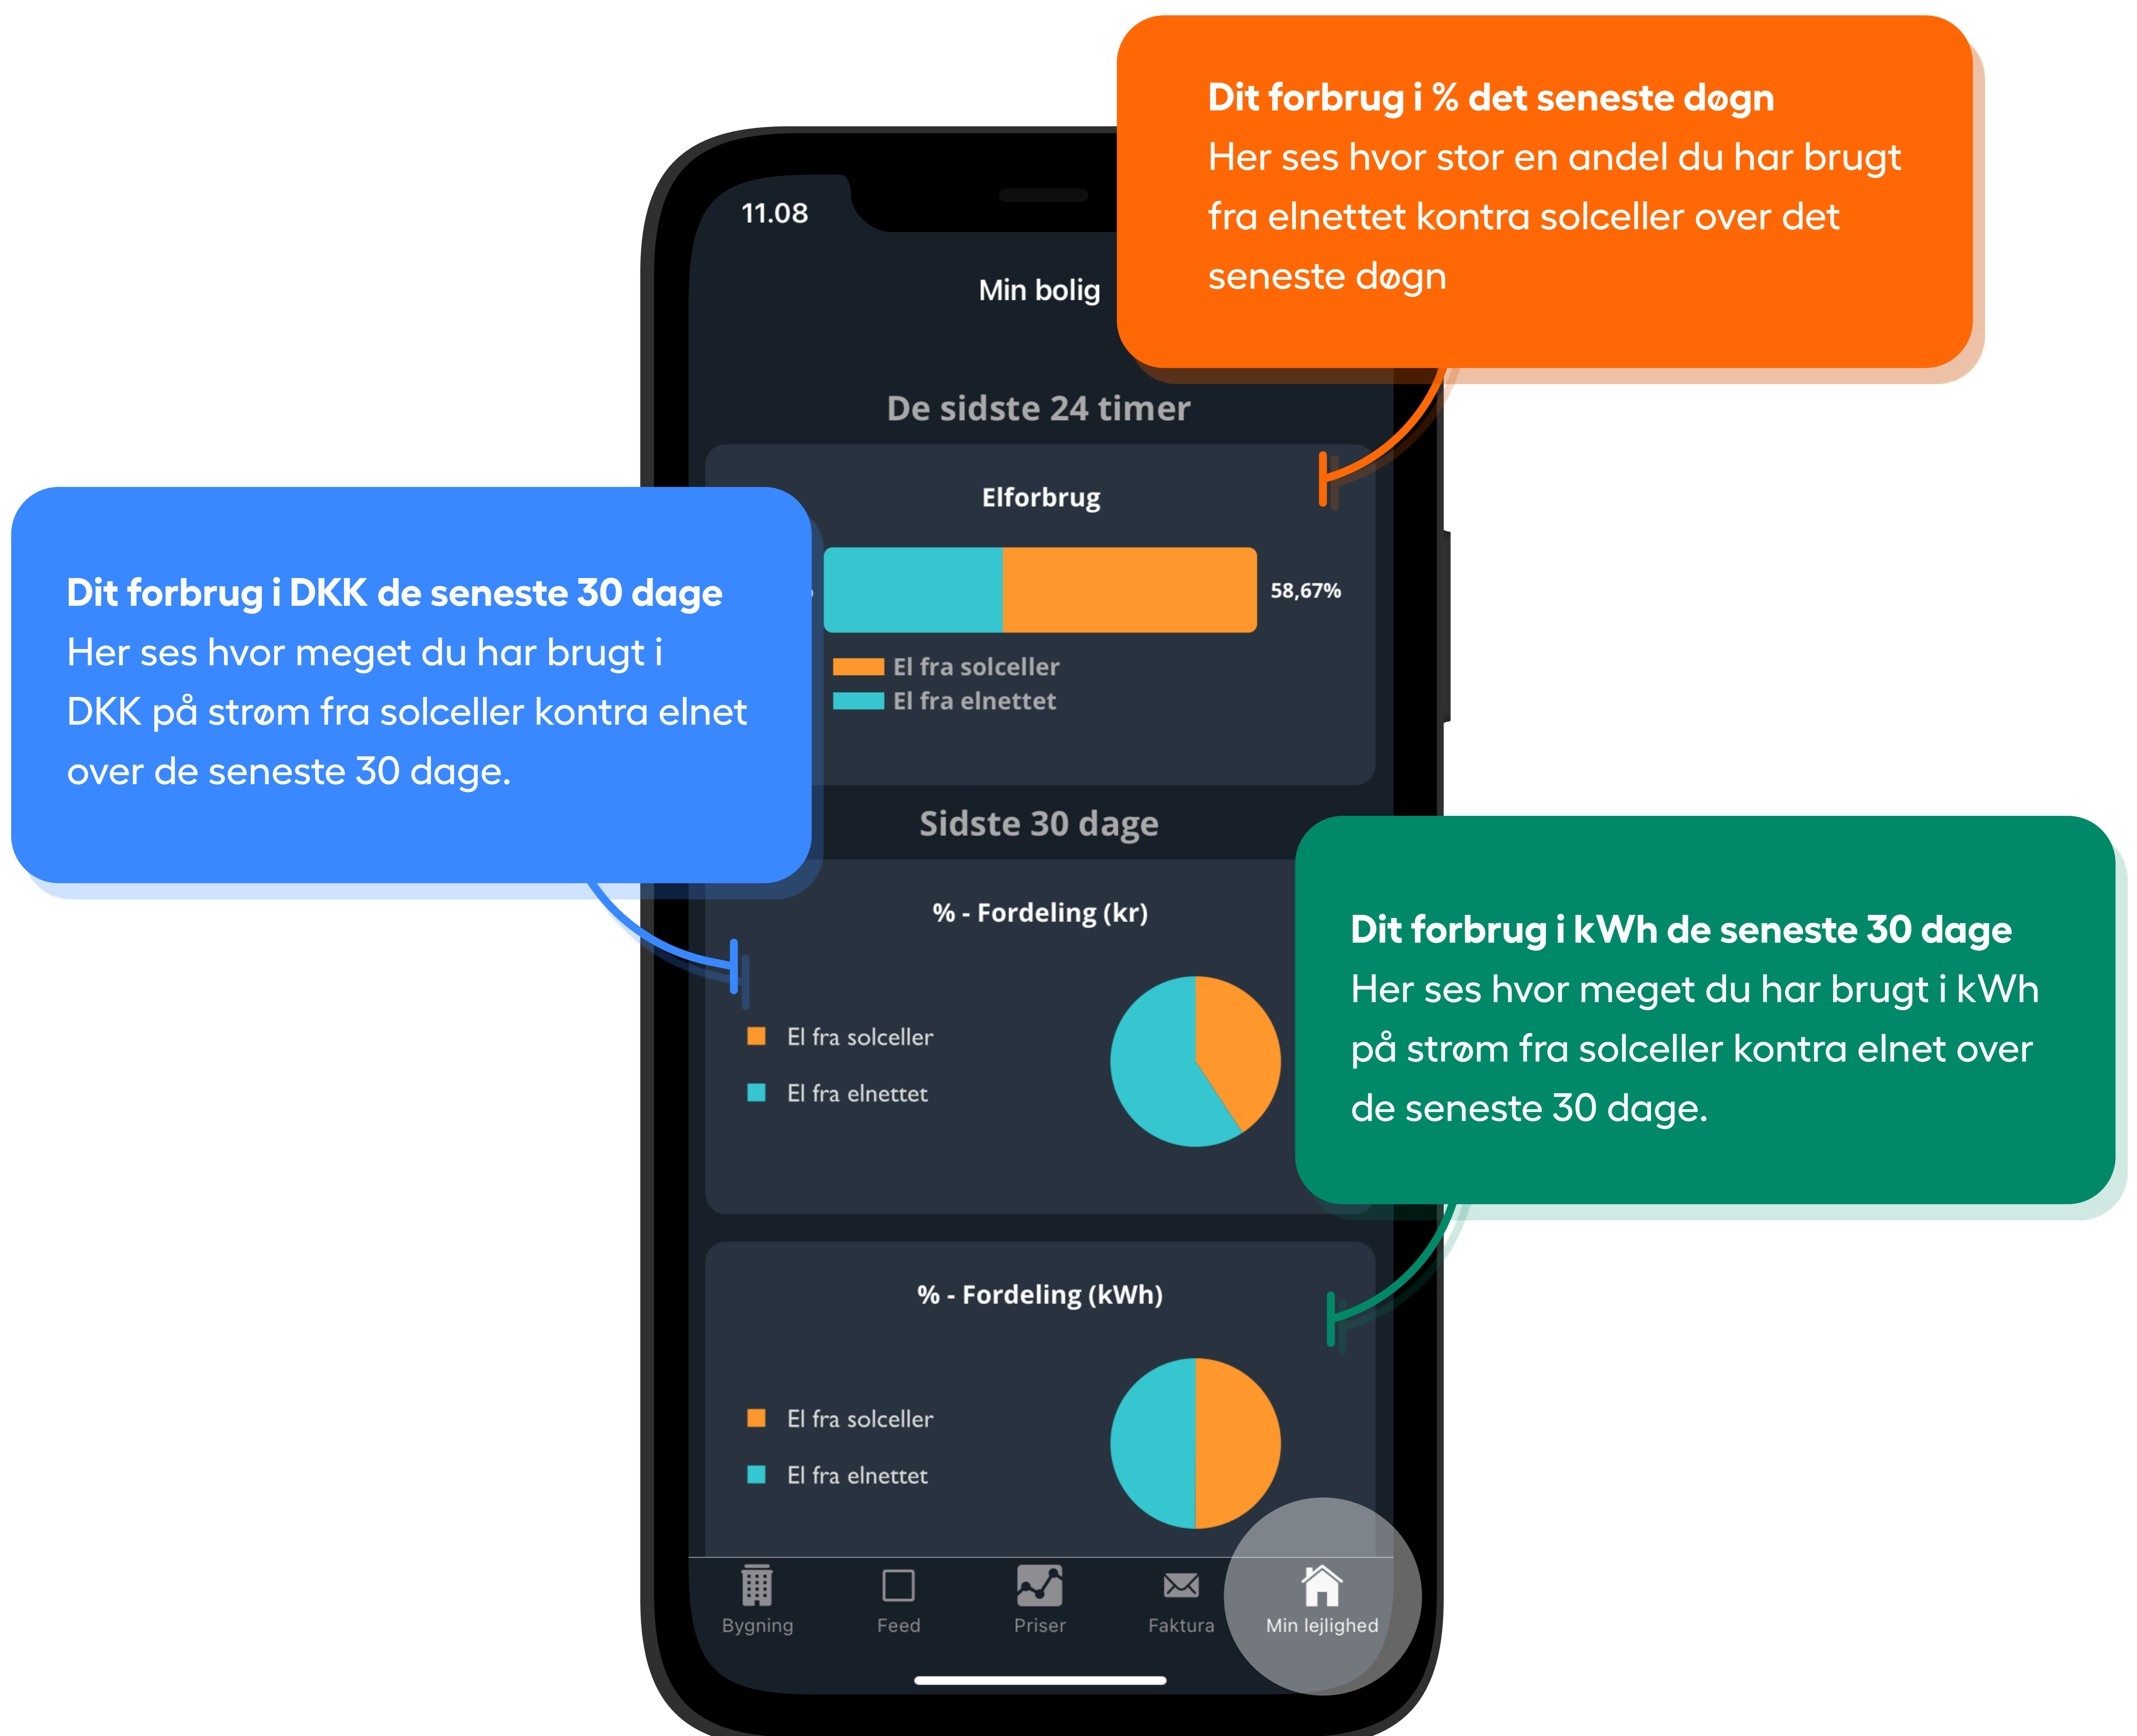 Dit forbrug i % det seneste døgn
Her ses hvor stor en andel du har brugt
fra elnettet kontra solceller over det
seneste døgn
11.08
Min bolig
De sidste 24 timer
Elforbrug
58,67%
El fra solceller
El fra elnettet
Dit forbrug i DKK de seneste 30 dage
Her ses hvor meget du har brugt i
DKK på strøm fra solceller kontra elnet
over de seneste 30 dage.
Sidste 30 dage
% - Fordeling (kr)
El fra solceller
El fra elnettet
Dit forbrug i kWh de seneste 30 dage
Her ses hvor meget du har brugt i kWh
på strøm fra solceller kontra elnet over
de seneste 30 dage.
% - Fordeling (kWh)
El fra solceller
El fra elnettet
Bygning
Feed
Priser
Faktura
Min lejlighed